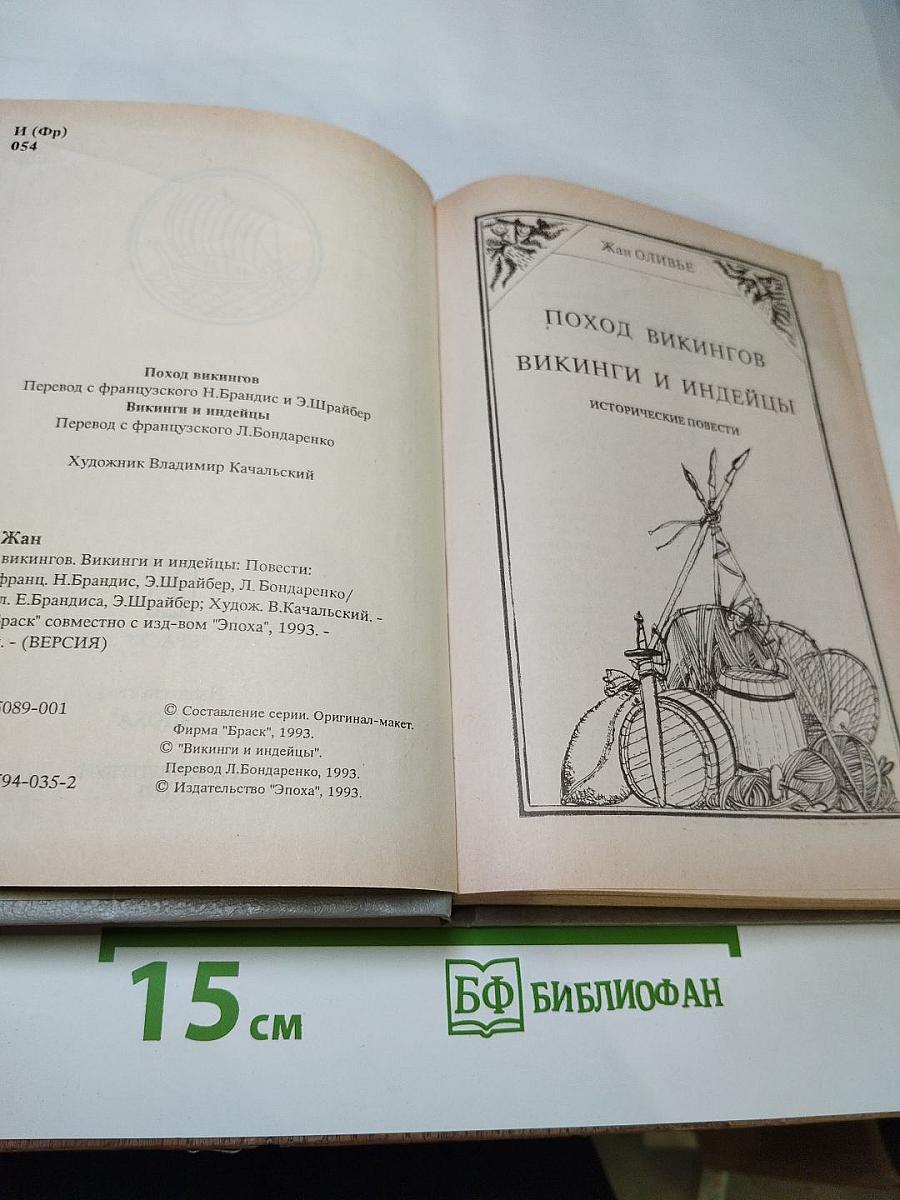 И (Фр)
054
Поход викингов
Перевод с французского Н.Брандис и Э.Шрайбер
Викинги и индейцы
Перевод с французского Л.Бондаренко
Художник Владимир Качальский
Жан
викингов. Викинги и индейцы: Повести:
франц. Н.Брандис, Э.Шрайбер, Л. Бондаренко/
л. Е.Брандиса, Э.Шрайбер; Худож. В.Качальский. -
Браск" совместно с изд-вом "Эпоха", 1993. -
. - (ВЕРСИЯ)
5089-001
94-035-2
© Составление серии. Оригинал-макет.
Фирма "Браск", 1993.
© "Викинги и индейцы".
Перевод Л.Бондаренко, 1993.
© Издательство "Эпоха", 1993.
Жан ОЛИВЬЕ
ПОХОД ВИКИНГОВ
ВИКИНГИ И ИНДЕЙЦЫ
ИСТОРИЧЕСКИЕ ПОВЕСТИ
15 см
БФ БИБЛИОФАН